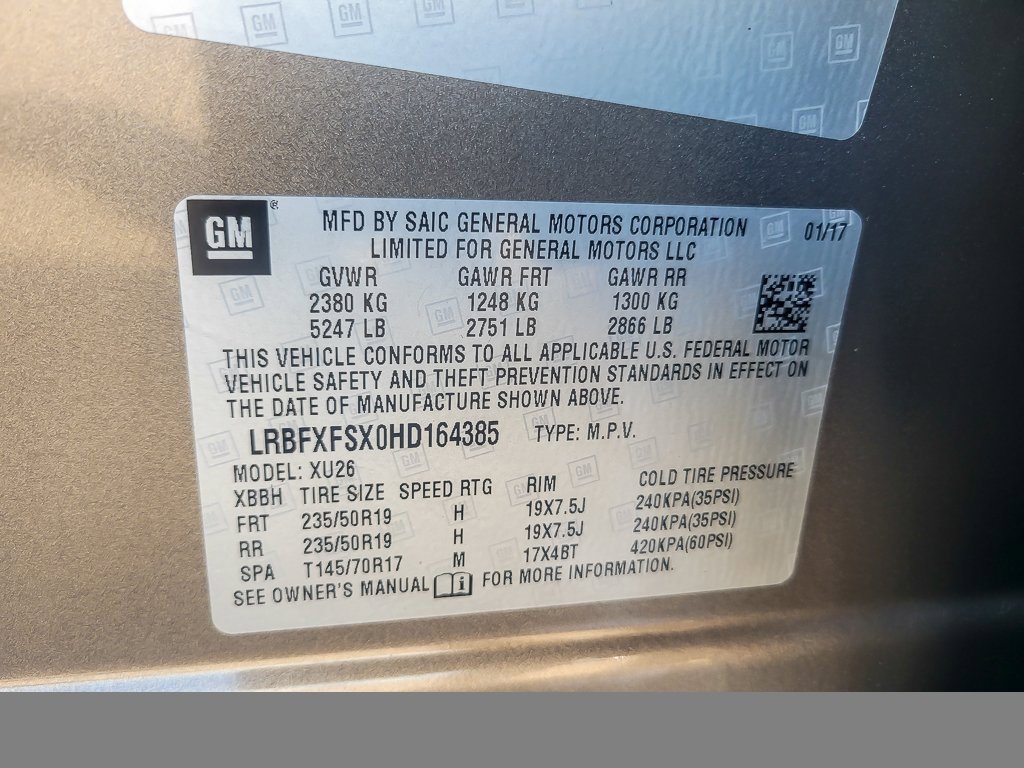 GM ®
MFD BY SAIC GENERAL MOTORS CORPORATION 01/17
LIMITED FOR GENERAL MOTORS LLC
GVWR GAWR FRT GAWR RR
2380 KG 1248 KG 1300 KG
5247 LB 2751 LB 2866 LB
THIS VEHICLE CONFORMS TO ALL APPLICABLE U.S. FEDERAL MOTOR
VEHICLE SAFETY AND THEFT PREVENTION STANDARDS IN EFFECT ON
THE DATE OF MANUFACTURE SHOWN ABOVE.
LRBFXFSX0HD164385 TYPE: M.P.V.
MODEL: XU26
XBBH TIRE SIZE SPEED RTG RIM COLD TIRE PRESSURE
FRT 235/50R19 H 19X7.5J 240KPA(35PSI)
RR 235/50R19 H 19X7.5J 240KPA(35PSI)
SPA T145/70R17 M 17X4BT 420KPA(60PSI)
SEE OWNER'S MANUAL FOR MORE INFORMATION.